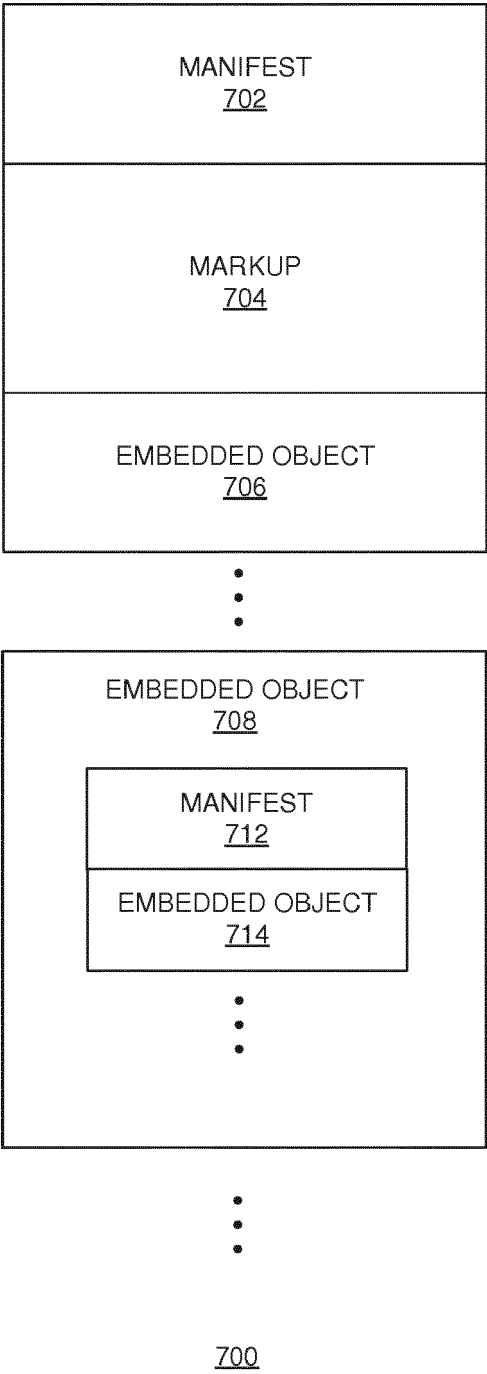 MANIFEST
702
MARKUP
704
EMBEDDED OBJECT
706
EMBEDDED OBJECT
708
MANIFEST
712
EMBEDDED OBJECT
714
700